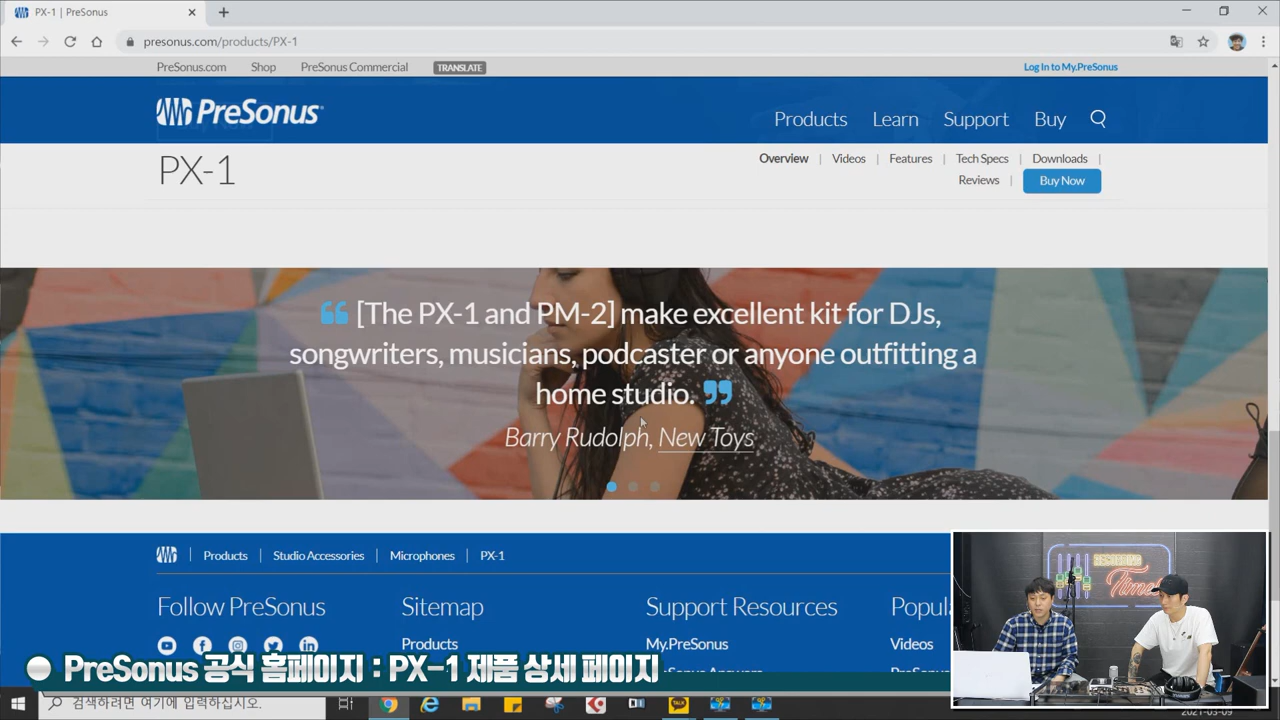 PX-1 | PreSonus
presonus.com/products/PX-1
PreSonus.com
Shop
PreSonus Commercial
TRANSLATE
Log In to My.PreSonus
PreSonus
Products
Learn
Support
Buy
PX-1
Overview | Videos | Features | Tech Specs | Downloads |
Reviews |
Buy Now
“ [The PX-1 and PM-2] make excellent kit for DJs,
songwriters, musicians, podcaster or anyone outfitting a
home studio. ”
Barry Rudolph, New Toys
Products | Studio Accessories | Microphones | PX-1
Follow PreSonus
Sitemap
Support Resources
Popula
Products
My.PreSonus
Videos
RECORDING
Times
PreSonus 공식 홈페이지 : PX-1 제품 상세 페이지
검색하려면 여기에 입력하십시오.
TALK
2021-03-09